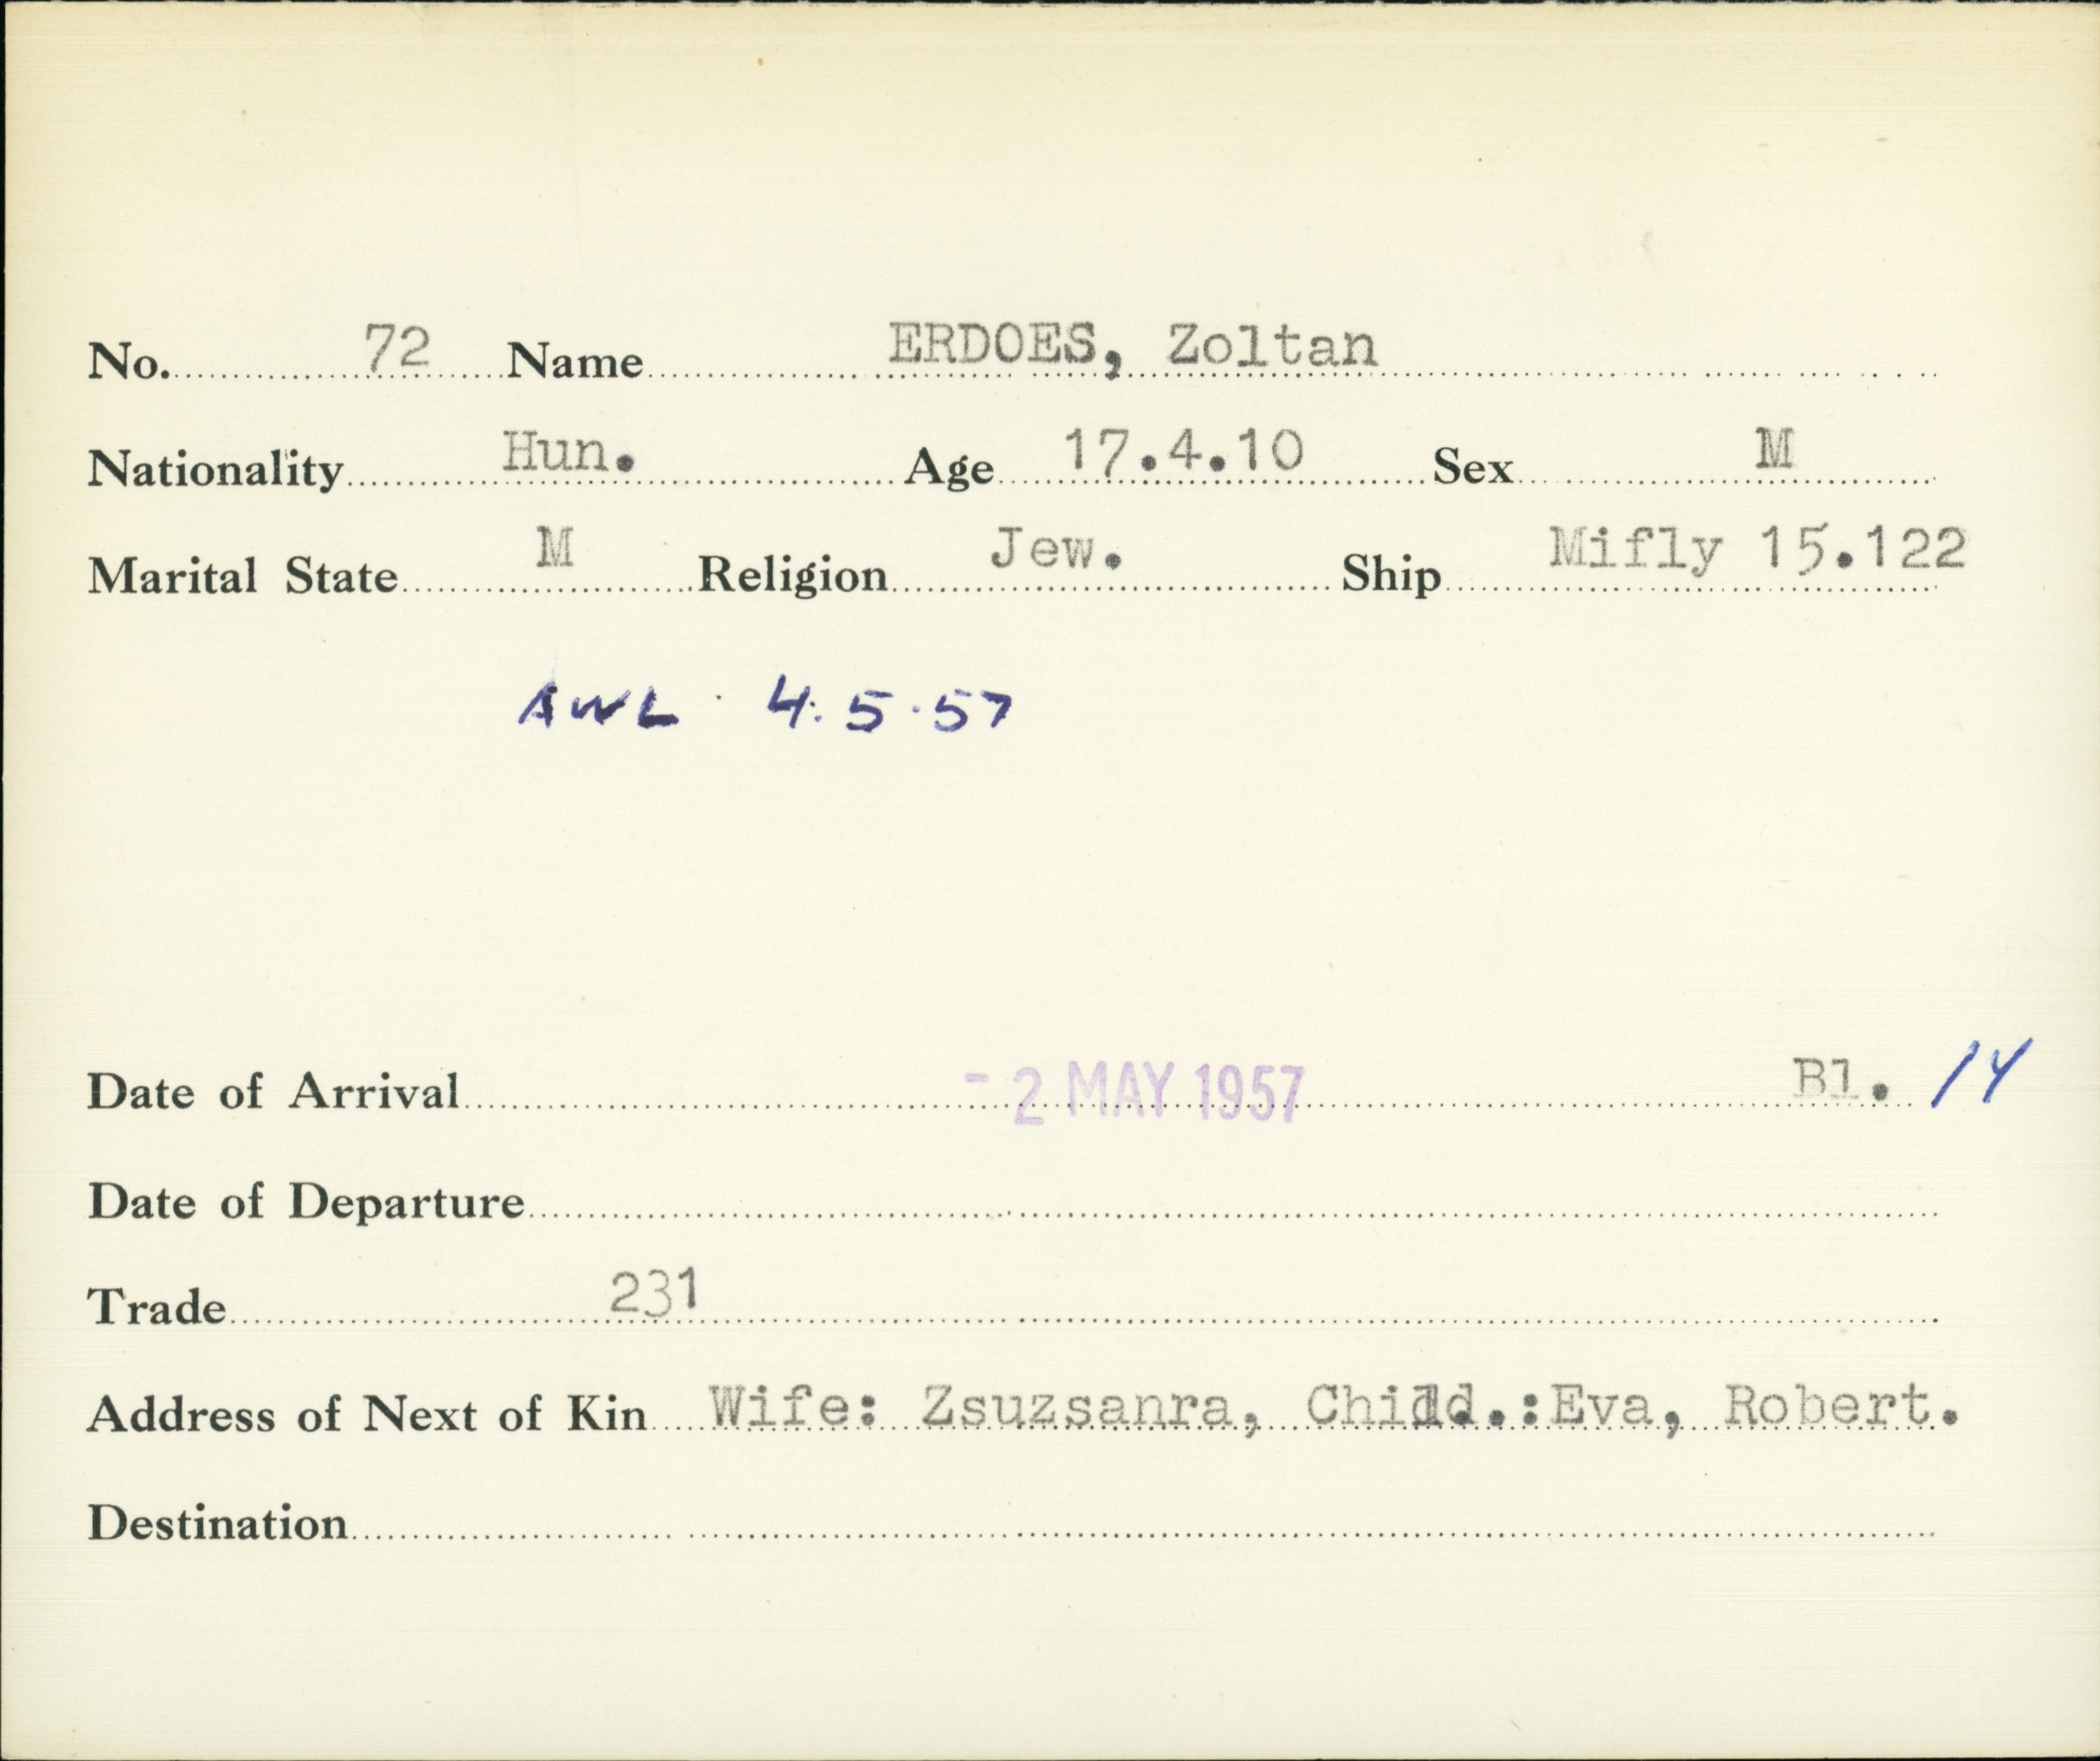 No. 72 Name ERDOES, Zoltan
Nationality Hun. Age 17.4.10 Sex M
Marital State M Religion Jew. Ship Mifly 15.122
AWL 4.5.57
Date of Arrival - 2 MAY 1957 Bl. 14
Date of Departure
Trade 231
Address of Next of Kin Wife: Zsuzsanra, Child.:Eva, Robert.
Destination